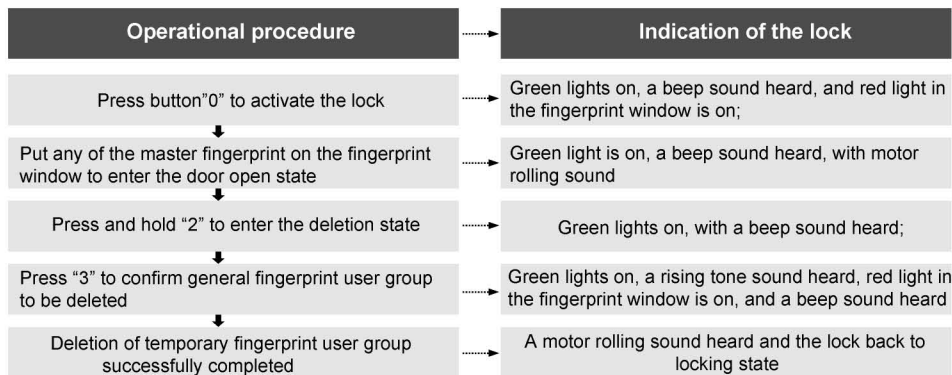 Operational procedure
Indication of the lock
Press button"0" to activate the lock
Green lights on, a beep sound heard, and red light in
the fingerprint window is on;
Put any of the master fingerprint on the fingerprint
window to enter the door open state
Green light is on, a beep sound heard, with motor
rolling sound
Press and hold “2” to enter the deletion state
Green lights on, with a beep sound heard;
Press “3” to confirm general fingerprint user group
to be deleted
Green lights on, a rising tone sound heard, red light in
the fingerprint window is on, and a beep sound heard
Deletion of temporary fingerprint user group
successfully completed
A motor rolling sound heard and the lock back to
locking state